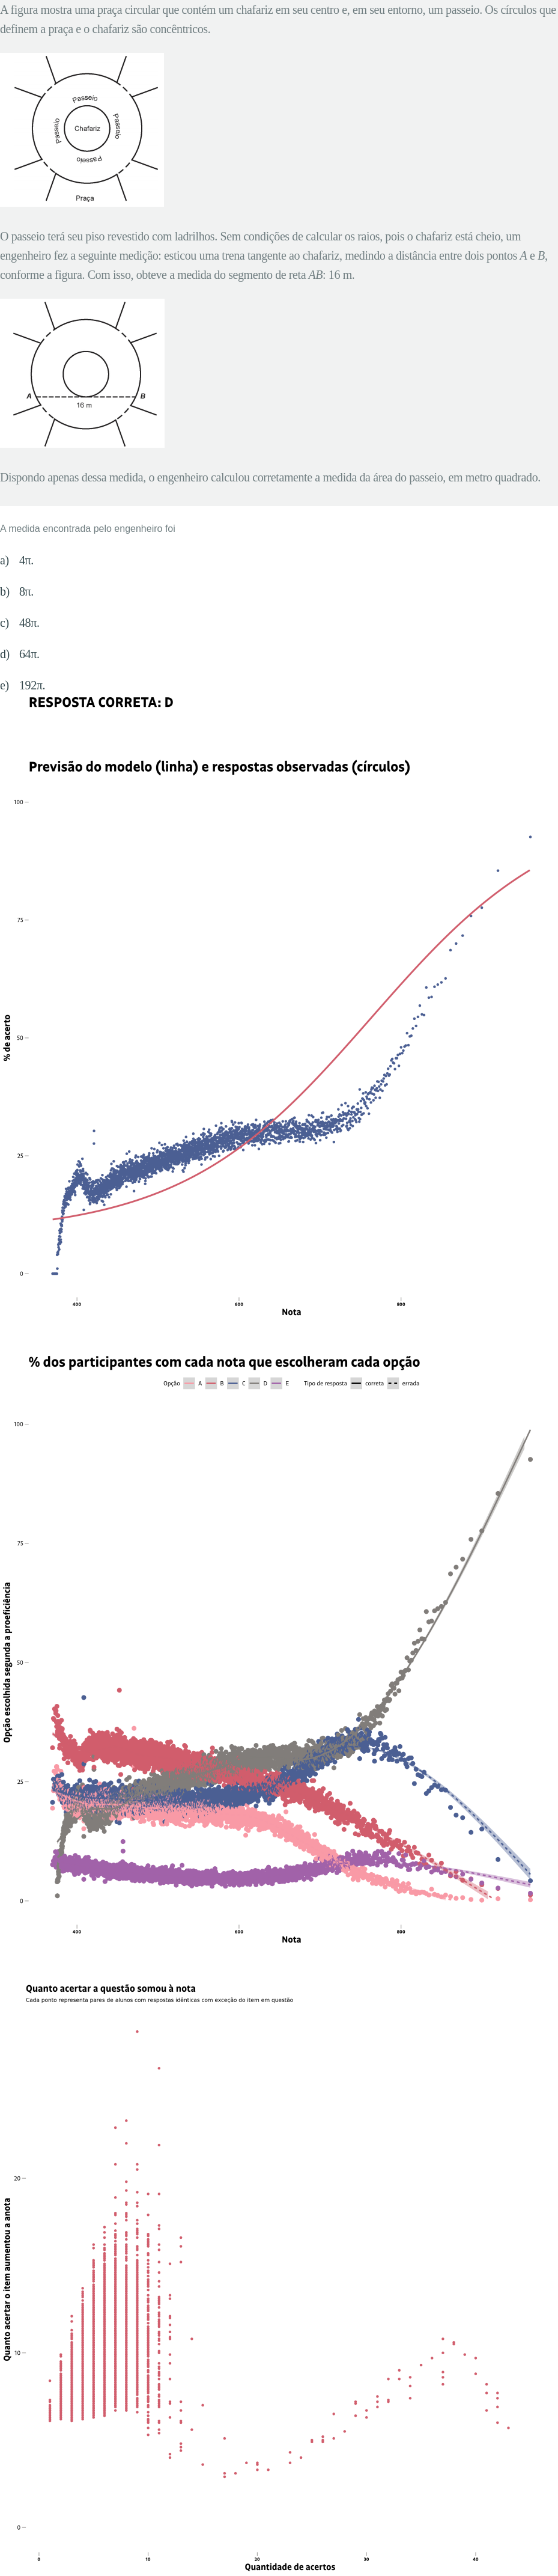 A figura mostra uma praça circular que contém um chafariz em seu centro e, em seu entorno, um passeio. Os círculos que
definem a praça e o chafariz são concêntricos.
Passeio
Passeio
Chafariz
Passeio
Passeio
Praça
O passeio terá seu piso revestido com ladrilhos. Sem condições de calcular os raios, pois o chafariz está cheio, um
engenheiro fez a seguinte medição: esticou uma trena tangente ao chafariz, medindo a distância entre dois pontos A e B,
conforme a figura. Com isso, obteve a medida do segmento de reta AB: 16 m.
A
B
16 m
Dispondo apenas dessa medida, o engenheiro calculou corretamente a medida da área do passeio, em metro quadrado.
A medida encontrada pelo engenheiro foi
a) 4π.
b) 8π.
c) 48π.
d) 64π.
e) 192π.
RESPOSTA CORRETA: D
Previsão do modelo (linha) e respostas observadas (círculos)
100
75
50
25
0
% de acerto
400 600 800
Nota
% dos participantes com cada nota que escolheram cada opção
Opção A B C D E Tipo de resposta correta errada
100
75
50
25
0
Opção escolhida segunda a proeficiência
400 600 800
Nota
Quanto acertar a questão somou à nota
Cada ponto representa pares de alunos com respostas idênticas com exceção do item em questão
20
10
0
Quanto acertar o item aumentou a anota
0 10 20 30 40
Quantidade de acertos